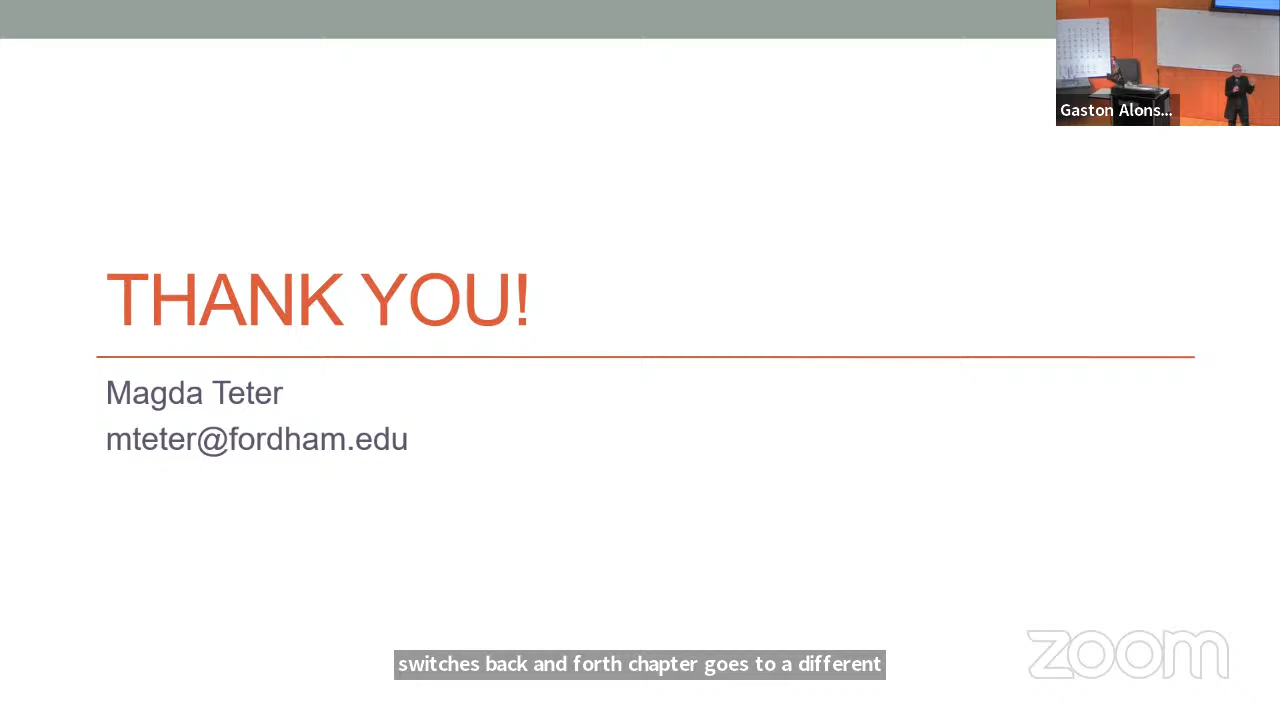 Gaston Alons...
THANK YOU!
Magda Teter
mteter@fordham.edu
switches back and forth chapter goes to a different
zoom